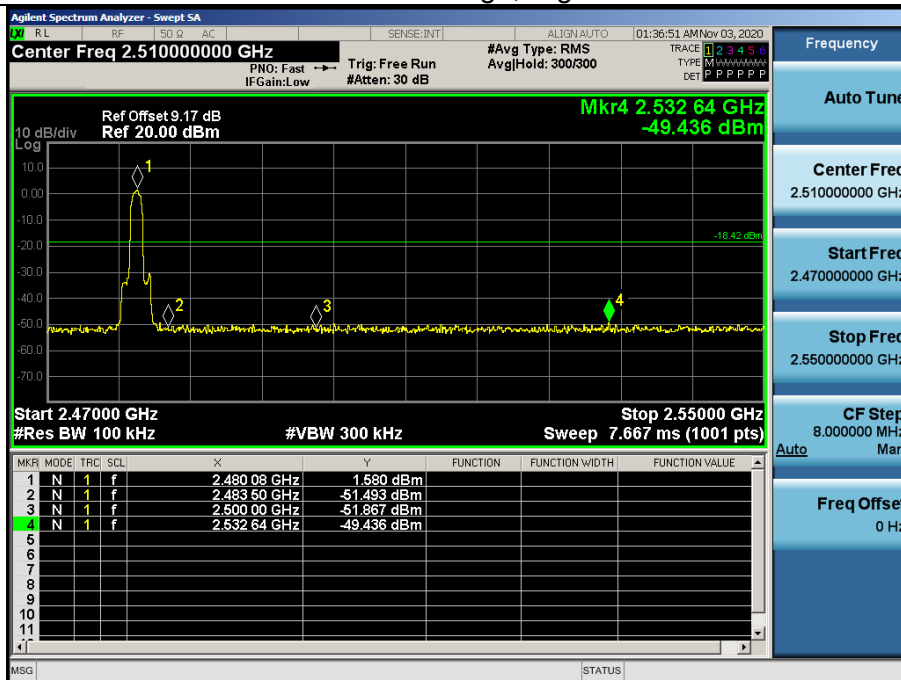 Agilent Spectrum Analyzer - Swept SA
LXI RL RF 50 Ω AC SENSE:INT ALIGN AUTO 01:36:51 AM Nov 03, 2020
Center Freq 2.510000000 GHz
#Avg Type: RMS
TRACE 1 2 3 4 5 6
PNO: Fast Trig: Free Run Avg|Hold: 300/300
TYPE M WWWWW
IFGain:Low #Atten: 30 dB
DET P P P P P P
Frequency
Auto Tune
Center Freq
2.510000000 GHz
Start Freq
2.470000000 GHz
Stop Freq
2.550000000 GHz
CF Step
8.000000 MHz
Auto Man
Freq Offset
0 Hz
Mkr4 2.532 64 GHz
-49.436 dBm
Ref Offset 9.17 dB
10 dB/div Ref 20.00 dBm
Log
10.0
0.00
-10.0
-20.0
-30.0
-40.0
-50.0
-60.0
-70.0
1
2
3
4
-18.42 dBm
Start 2.47000 GHz Stop 2.55000 GHz
#Res BW 100 kHz #VBW 300 kHz Sweep 7.667 ms (1001 pts)
MKR MODE TRC SCL X Y FUNCTION FUNCTION WIDTH FUNCTION VALUE
1 N 1 f 2.480 08 GHz 1.580 dBm
2 N 1 f 2.483 50 GHz -51.493 dBm
3 N 1 f 2.500 00 GHz -51.867 dBm
4 N 1 f 2.532 64 GHz -49.436 dBm
5
6
7
8
9
10
11
MSG STATUS